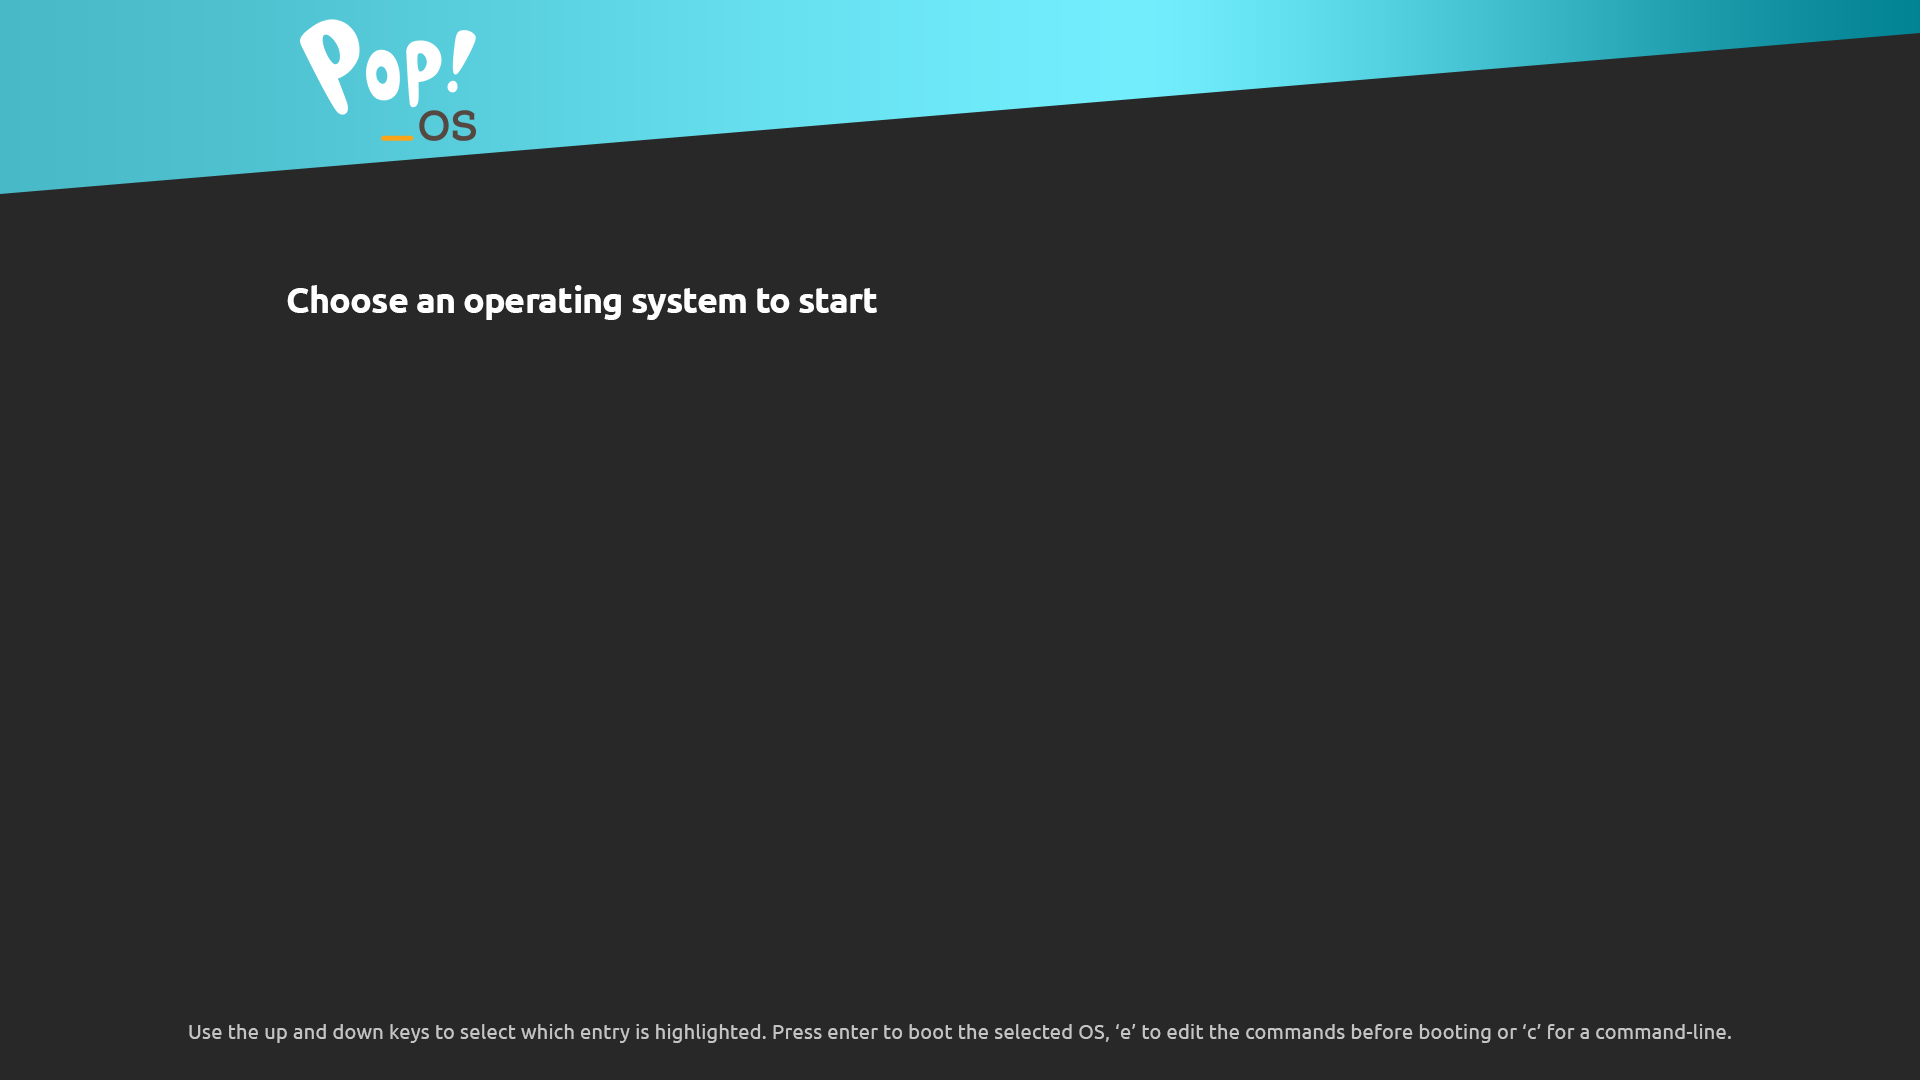 Pop!
_OS
Choose an operating system to start
Use the up and down keys to select which entry is highlighted. Press enter to boot the selected OS, ‘e’ to edit the commands before booting or ‘c’ for a command-line.